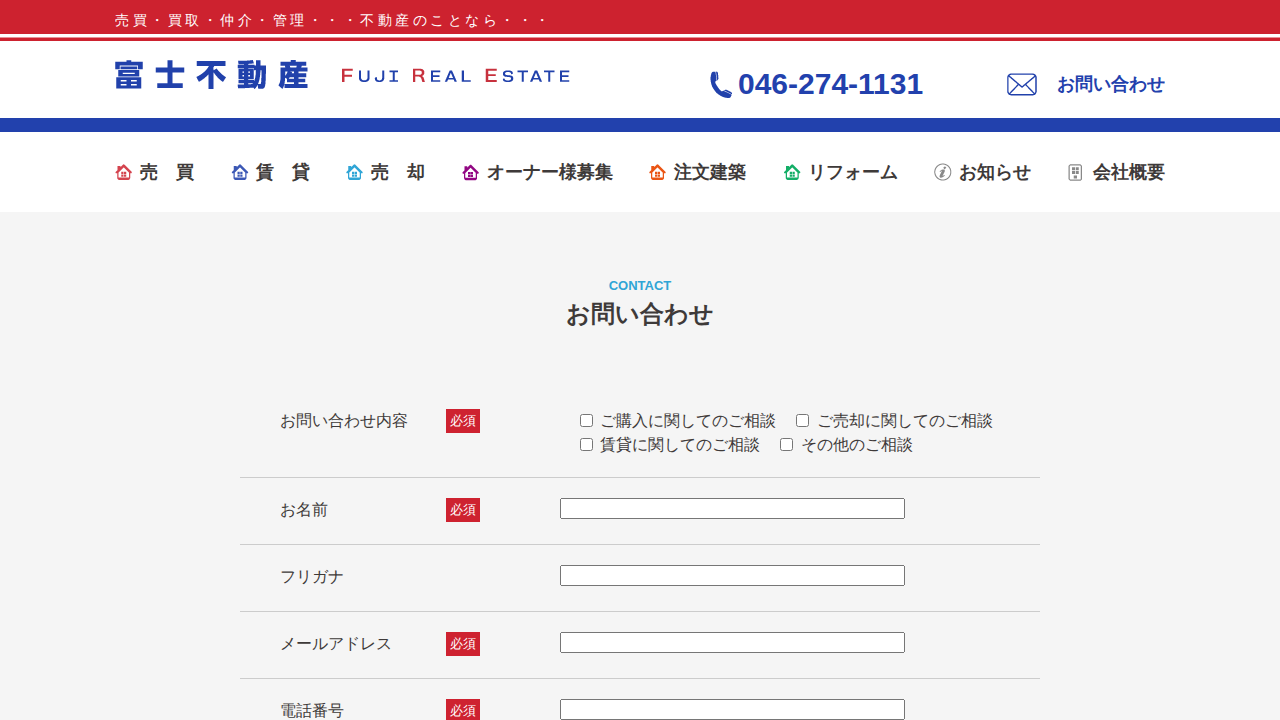 売買・買取・仲介・管理・・・不動産のことなら・・・
富士不動産 FUJI REAL ESTATE 046-274-1131 お問い合わせ
売　買 賃　貸 売　却 オーナー様募集 注文建築 リフォーム お知らせ 会社概要
CONTACT
お問い合わせ
お問い合わせ内容 必須 ご購入に関してのご相談 ご売却に関してのご相談
賃貸に関してのご相談 その他のご相談
お名前 必須
フリガナ
メールアドレス 必須
電話番号 必須